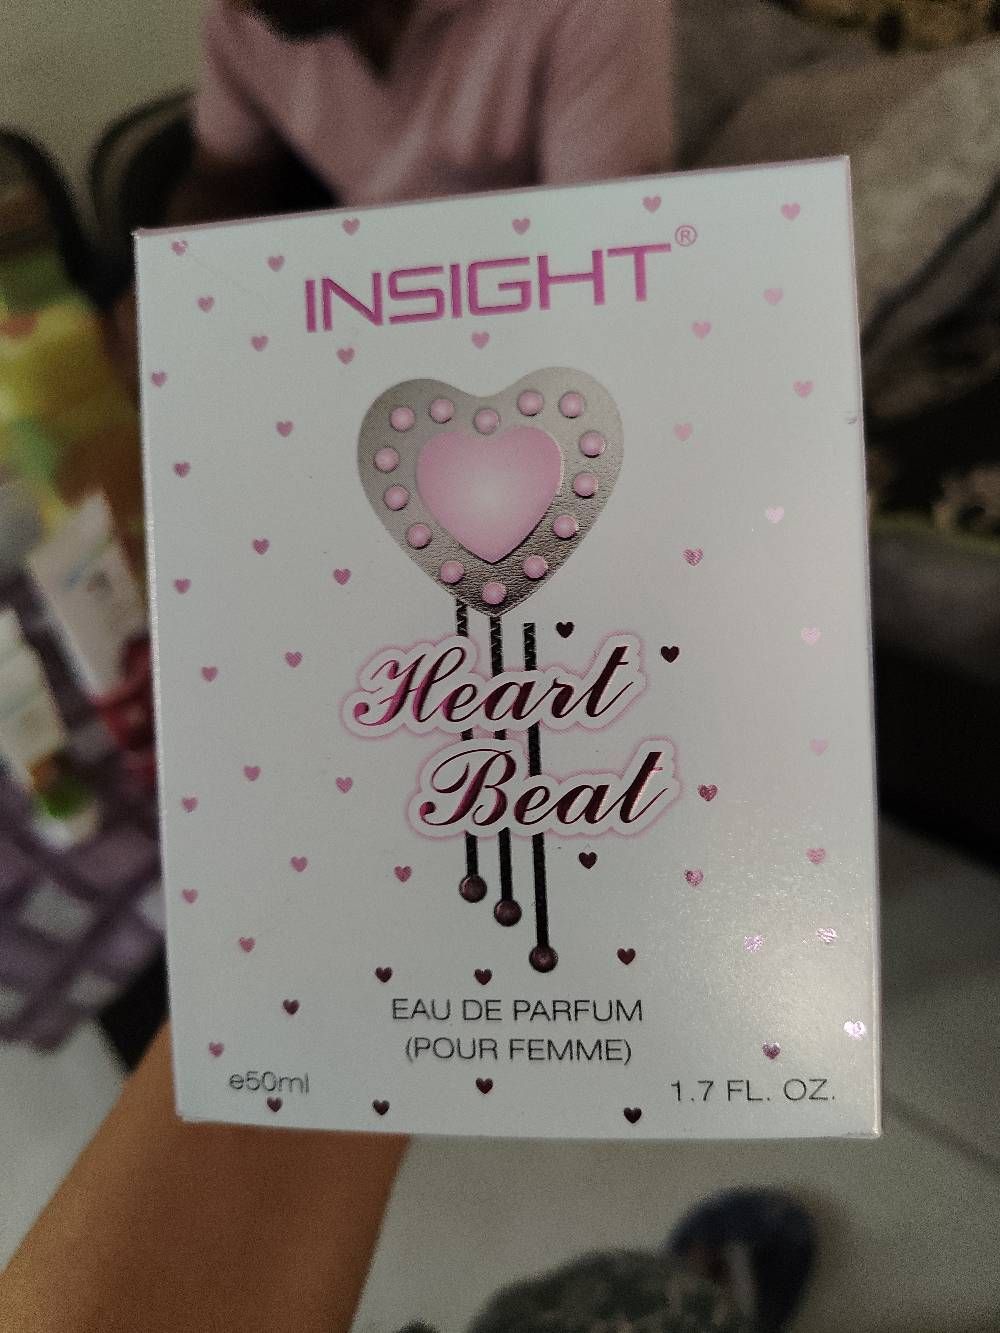 INSIGHT®
Heart
Beat
EAU DE PARFUM
(POUR FEMME)
e50ml
1.7 FL. OZ.